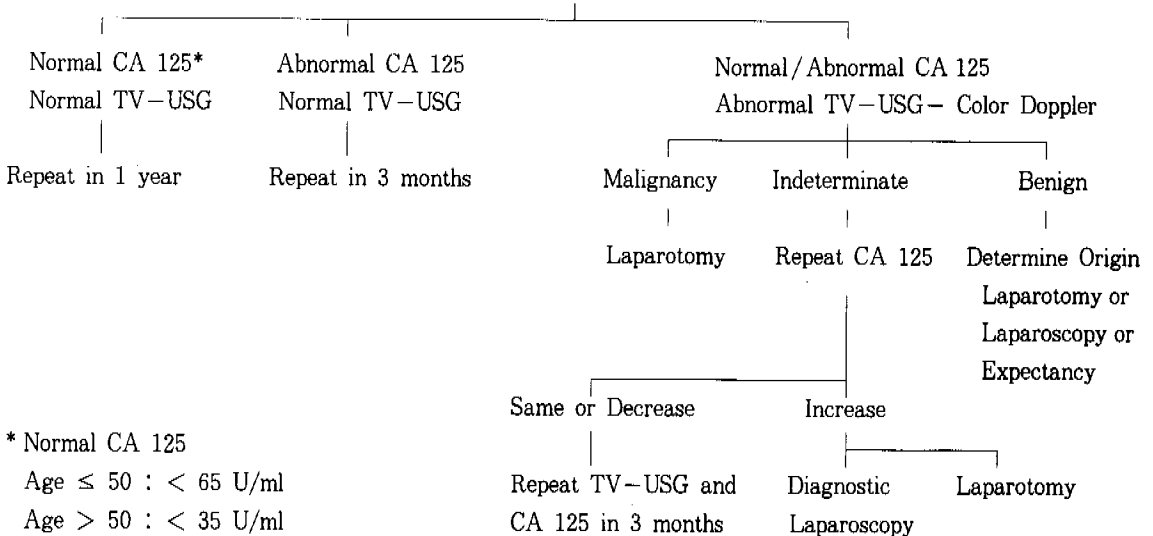 Normal CA 125*
Normal TV-USG
Repeat in 1 year
Abnormal CA 125
Normal TV-USG
Repeat in 3 months
Normal/Abnormal CA 125
Abnormal TV-USG- Color Doppler
Malignancy
Laparotomy
Indeterminate
Repeat CA 125
Benign
Determine Origin
Laparotomy or
Laparoscopy or
Expectancy
Same or Decrease
Repeat TV-USG and
CA 125 in 3 months
Increase
Diagnostic
Laparoscopy
Laparotomy
* Normal CA 125
Age ≤ 50 : < 65 U/ml
Age > 50 : < 35 U/ml